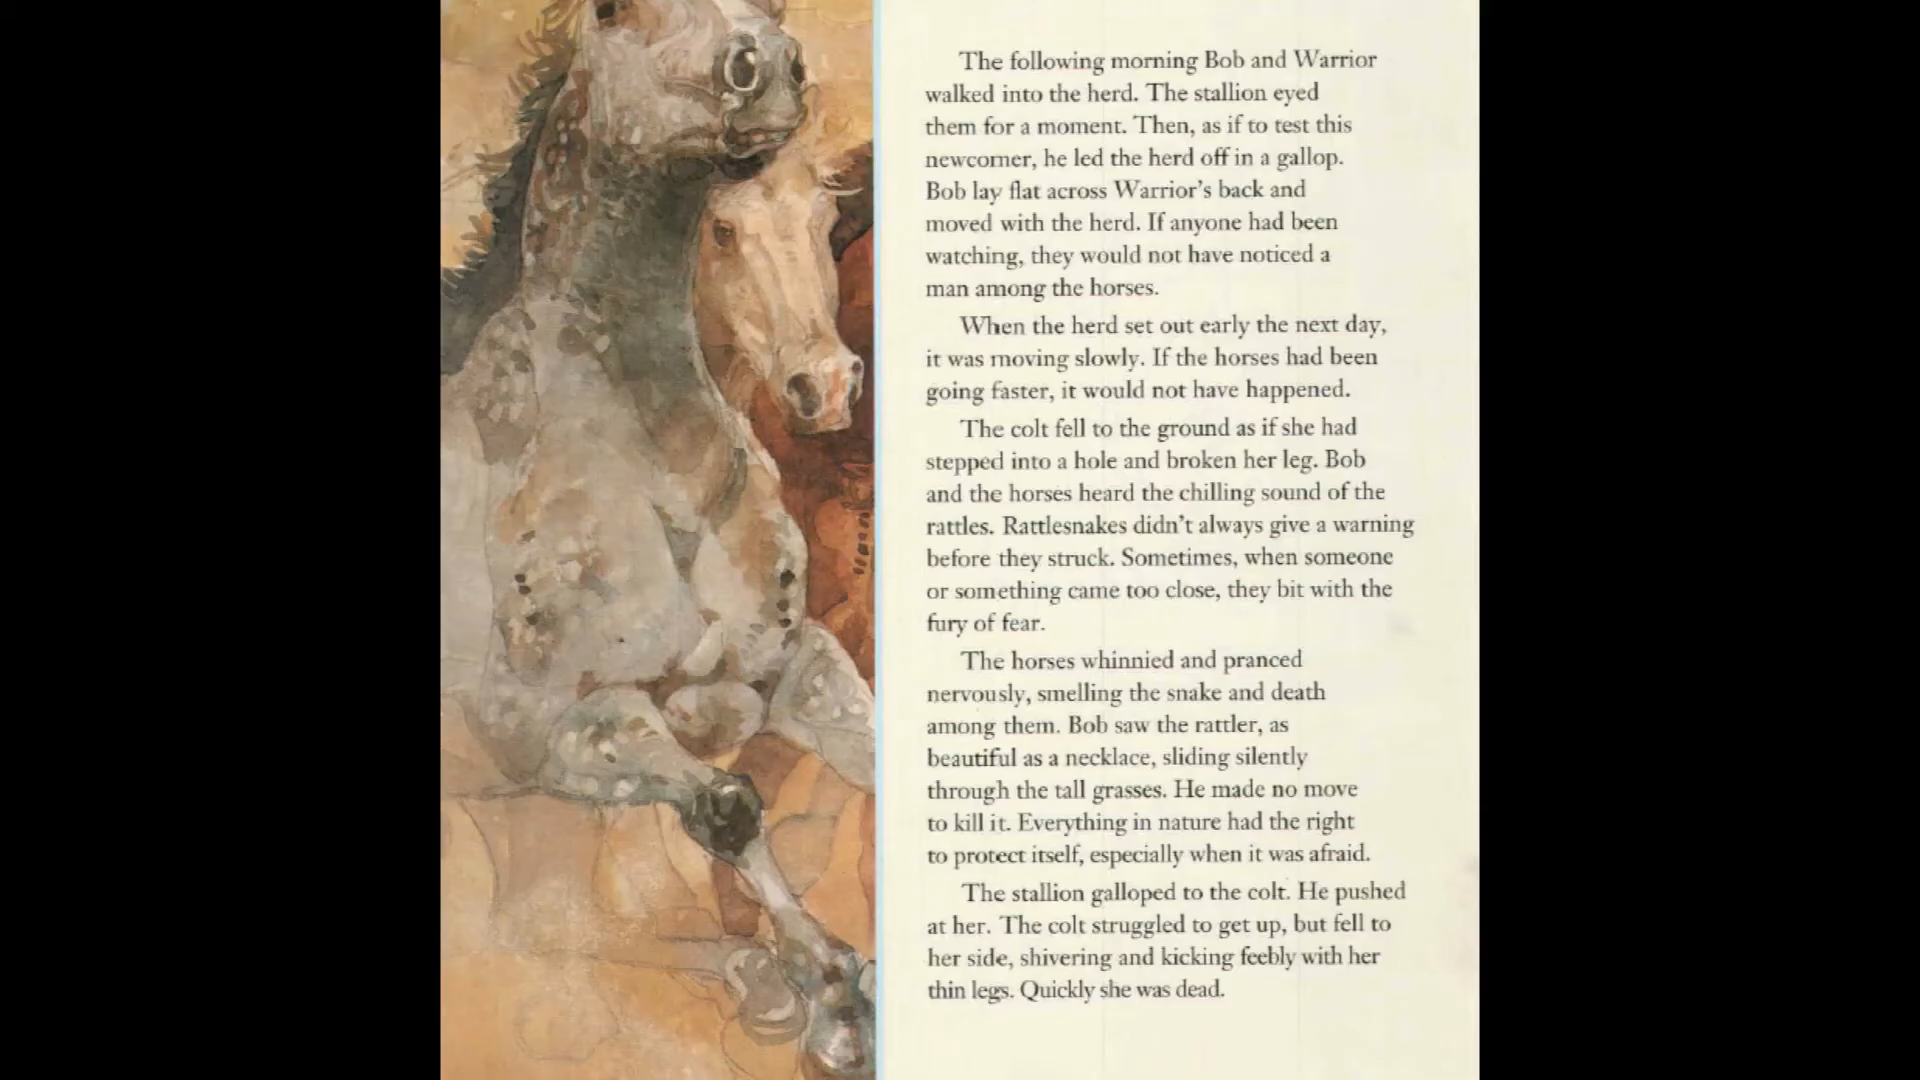 The following morning Bob and Warrior
walked into the herd. The stallion eyed
them for a moment. Then, as if to test this
newcomer, he led the herd off in a gallop.
Bob lay flat across Warrior's back and
moved with the herd. If anyone had been
watching, they would not have noticed a
man among the horses.
When the herd set out early the next day,
it was moving slowly. If the horses had been
going faster, it would not have happened.
The colt fell to the ground as if she had
stepped into a hole and broken her leg. Bob
and the horses heard the chilling sound of the
rattles. Rattlesnakes didn't always give a warning
before they struck. Sometimes, when someone
or something came too close, they bit with the
fury of fear.
The horses whinnied and pranced
nervously, smelling the snake and death
among them. Bob saw the rattler, as
beautiful as a necklace, sliding silently
through the tall grasses. He made no move
to kill it. Everything in nature had the right
to protect itself, especially when it was afraid.
The stallion galloped to the colt. He pushed
at her. The colt struggled to get up, but fell to
her side, shivering and kicking feebly with her
thin legs. Quickly she was dead.